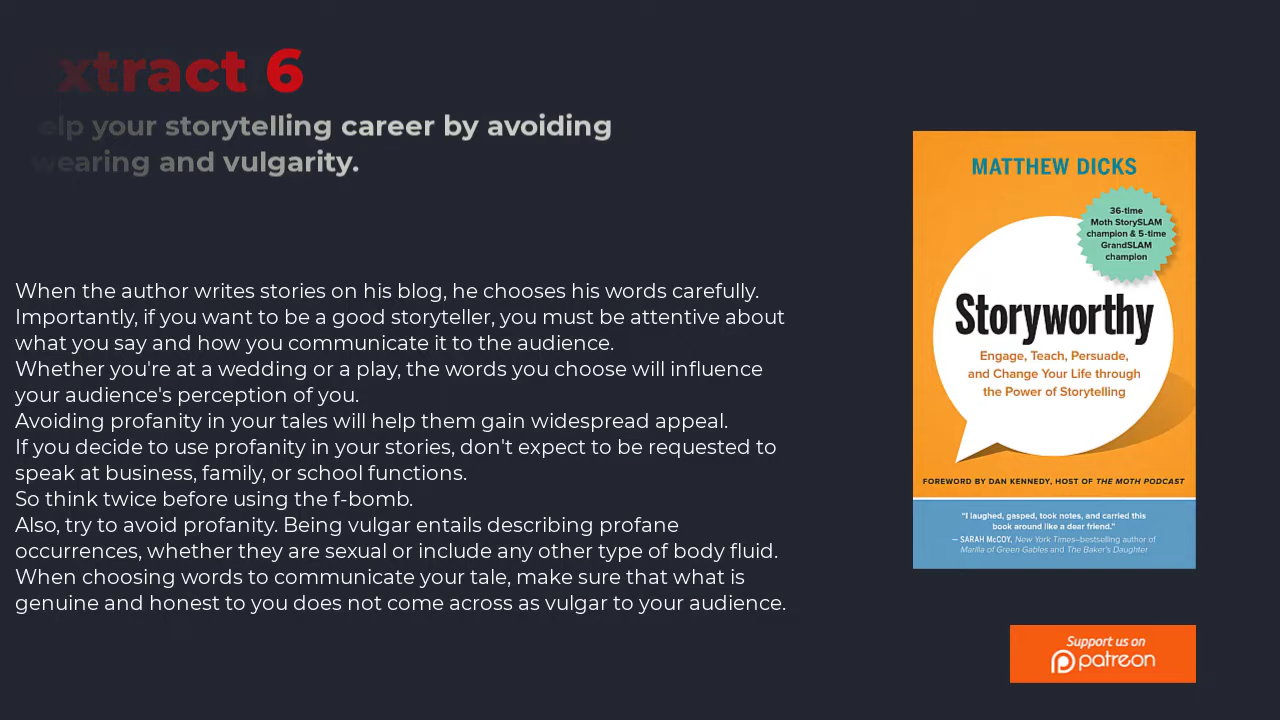 Extract 6
Help your storytelling career by avoiding
swearing and vulgarity.
When the author writes stories on his blog, he chooses his words carefully.
Importantly, if you want to be a good storyteller, you must be attentive about
what you say and how you communicate it to the audience.
Whether you're at a wedding or a play, the words you choose will influence
your audience's perception of you.
Avoiding profanity in your tales will help them gain widespread appeal.
If you decide to use profanity in your stories, don't expect to be requested to
speak at business, family, or school functions.
So think twice before using the f-bomb.
Also, try to avoid profanity. Being vulgar entails describing profane
occurrences, whether they are sexual or include any other type of body fluid.
When choosing words to communicate your tale, make sure that what is
genuine and honest to you does not come across as vulgar to your audience.
MATTHEW DICKS
36-time
Moth StorySLAM
champion & 5-time
GrandSLAM
champion
Storyworthy
Engage, Teach, Persuade,
and Change Your Life through
the Power of Storytelling
FOREWORD BY DAN KENNEDY, HOST OF THE MOTH PODCAST
"I laughed, gasped, took notes, and carried this
book around like a dear friend."
— SARAH McCOY, New York Times–bestselling author of
Marilla of Green Gables and The Baker's Daughter
Support us on
patreon